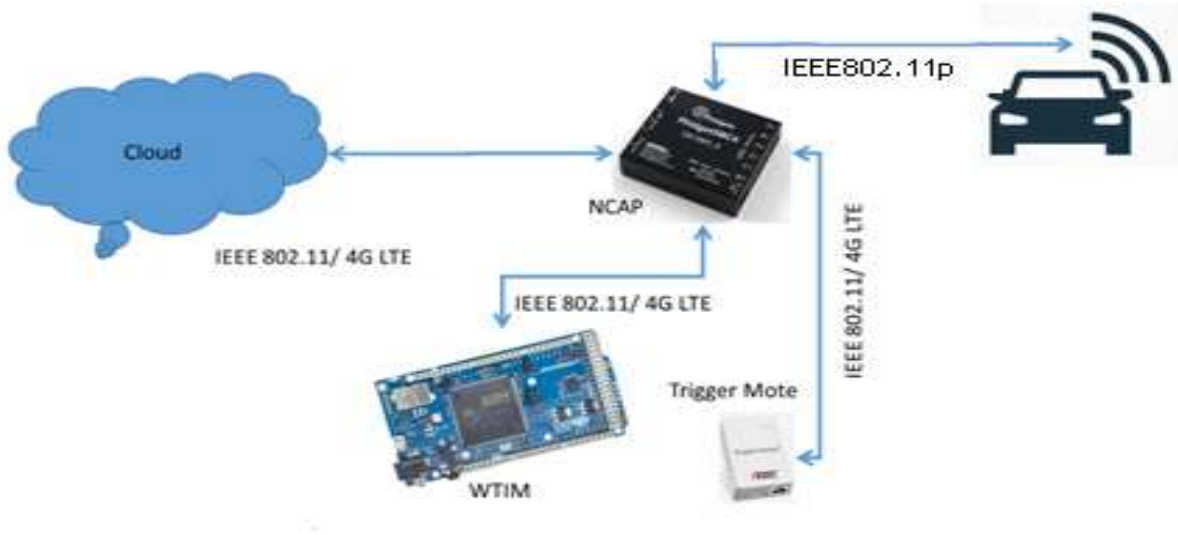 IEEE802.11p
Cloud
NCAP
IEEE 802.11/ 4G LTE
IEEE 802.11/ 4G LTE
IEEE 802.11/ 4G LTE
Trigger Mote
WTIM